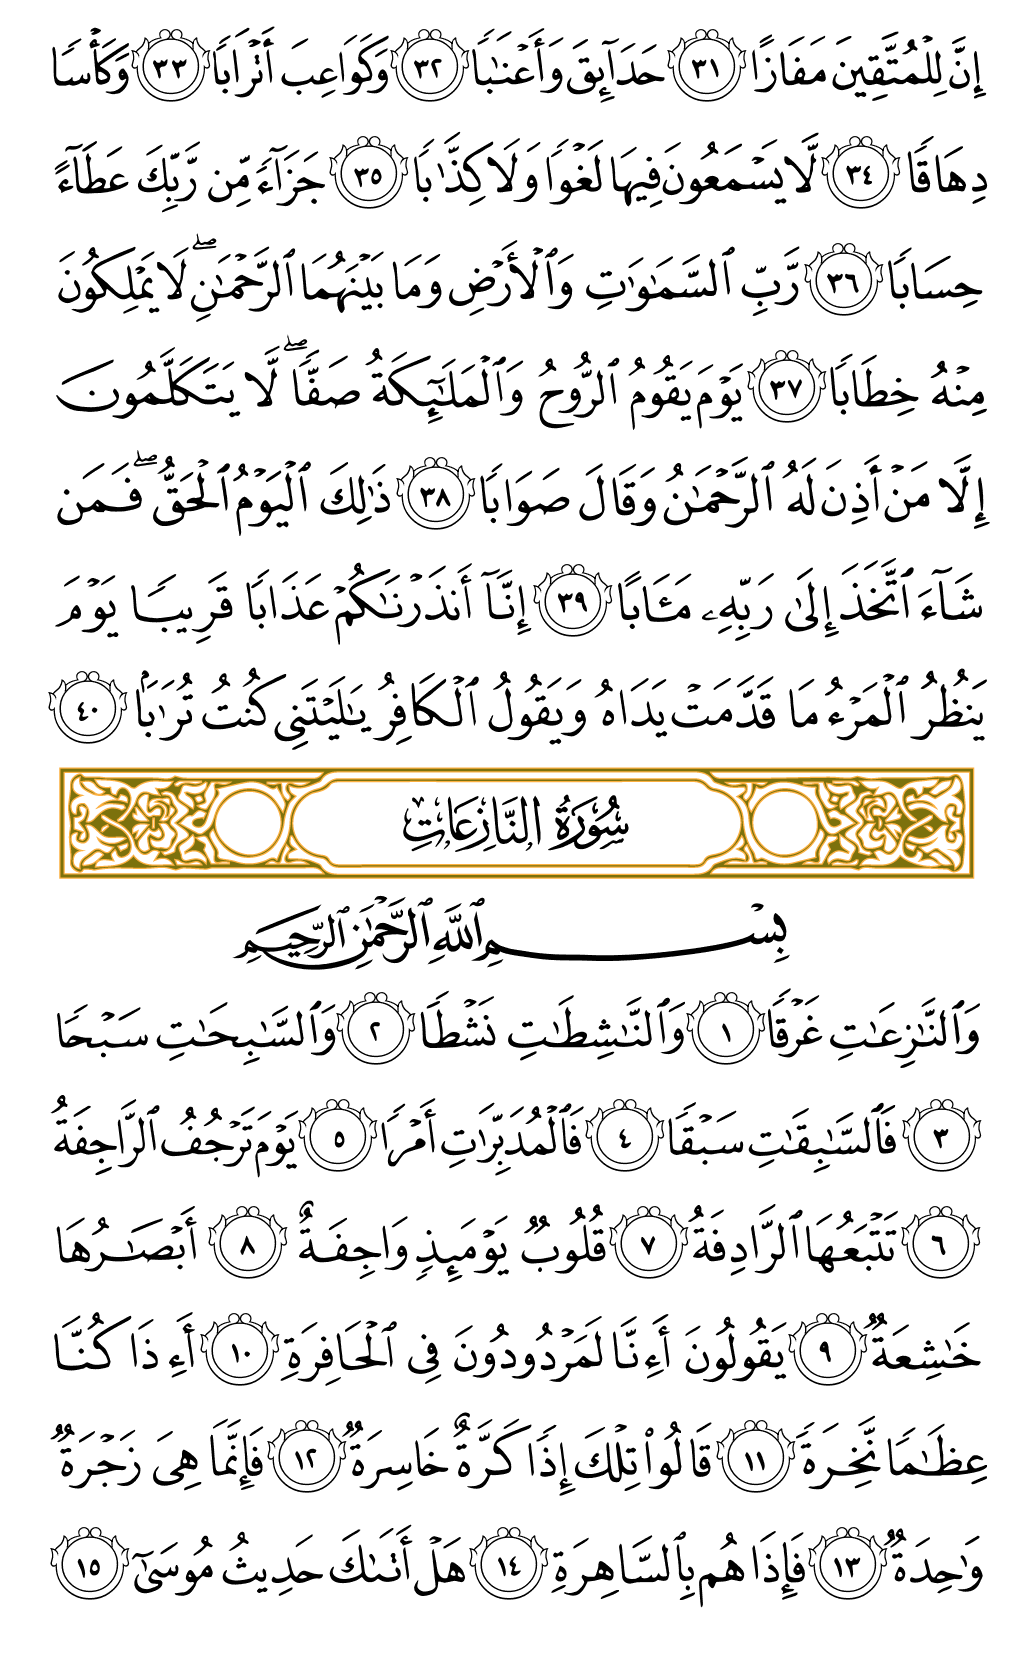 إِنَّ لِلْمُتَّقِينَ مَفَازًا ٣١ حَدَآئِقَ وَأَعْنَٰبًا ٣٢ وَكَوَاعِبَ أَتْرَابًا ٣٣ وَكَأْسًا
دِهَاقًا ٣٤ لَّا يَسْمَعُونَ فِيهَا لَغْوًا وَلَا كِذَّٰبًا ٣٥ جَزَآءً مِّن رَّبِّكَ عَطَآءً
حِسَابًا ٣٦ رَّبِّ ٱلسَّمَٰوَٰتِ وَٱلْأَرْضِ وَمَا بَيْنَهُمَا ٱلرَّحْمَٰنِ ۖ لَا يَمْلِكُونَ
مِنْهُ خِطَابًا ٣٧ يَوْمَ يَقُومُ ٱلرُّوحُ وَٱلْمَلَٰٓئِكَةُ صَفًّا ۖ لَّا يَتَكَلَّمُونَ
إِلَّا مَنْ أَذِنَ لَهُ ٱلرَّحْمَٰنُ وَقَالَ صَوَابًا ٣٨ ذَٰلِكَ ٱلْيَوْمُ ٱلْحَقُّ ۖ فَمَن
شَآءَ ٱتَّخَذَ إِلَىٰ رَبِّهِۦ مَـَٔابًا ٣٩ إِنَّآ أَنذَرْنَٰكُمْ عَذَابًا قَرِيبًا يَوْمَ
يَنظُرُ ٱلْمَرْءُ مَا قَدَّمَتْ يَدَاهُ وَيَقُولُ ٱلْكَافِرُ يَٰلَيْتَنِى كُنتُ تُرَٰبًۢا ٤٠
سُورَةُ النَّازِعَاتِ
بِسْمِ ٱللَّهِ ٱلرَّحْمَٰنِ ٱلرَّحِيمِ
وَٱلنَّٰزِعَٰتِ غَرْقًا ١ وَٱلنَّٰشِطَٰتِ نَشْطًا ٢ وَٱلسَّٰبِحَٰتِ سَبْحًا
٣ فَٱلسَّٰبِقَٰتِ سَبْقًا ٤ فَٱلْمُدَبِّرَٰتِ أَمْرًا ٥ يَوْمَ تَرْجُفُ ٱلرَّاجِفَةُ
٦ تَتْبَعُهَا ٱلرَّادِفَةُ ٧ قُلُوبٌ يَوْمَئِذٍ وَاجِفَةٌ ٨ أَبْصَٰرُهَا
خَٰشِعَةٌ ٩ يَقُولُونَ أَءِنَّا لَمَرْدُودُونَ فِى ٱلْحَافِرَةِ ١٠ أَءِذَا كُنَّا
عِظَٰمًا نَّخِرَةً ١١ قَالُوا۟ تِلْكَ إِذًا كَرَّةٌ خَاسِرَةٌ ١٢ فَإِنَّمَا هِىَ زَجْرَةٌ
وَٰحِدَةٌ ١٣ فَإِذَا هُم بِٱلسَّاهِرَةِ ١٤ هَلْ أَتَىٰكَ حَدِيثُ مُوسَىٰٓ ١٥